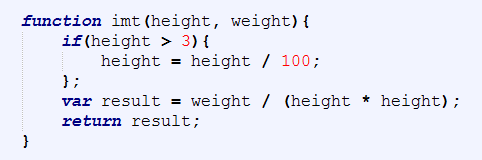 function imt(height, weight){
if(height > 3){
height = height / 100;
};
var result = weight / (height * height);
return result;
}